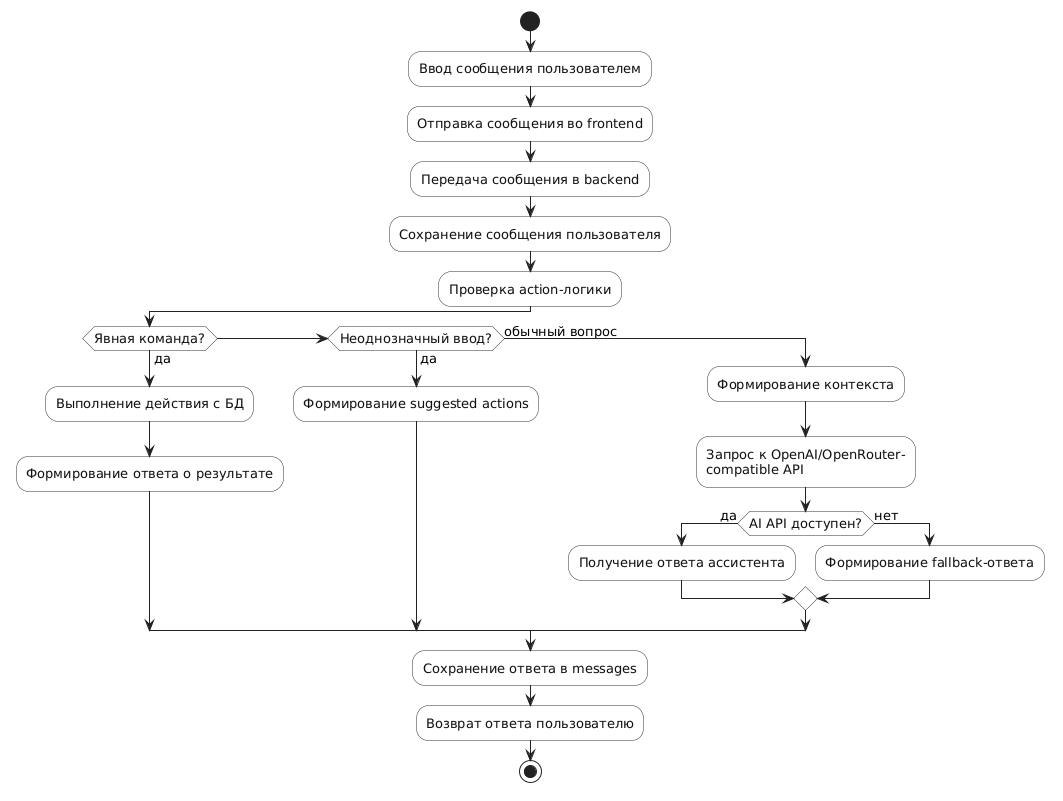 Ввод сообщения пользователем
Отправка сообщения во frontend
Передача сообщения в backend
Сохранение сообщения пользователя
Проверка action-логики
Явная команда?
да
Неоднозначный ввод?
да
обычный вопрос
Выполнение действия с БД
Формирование ответа о результате
Формирование suggested actions
Формирование контекста
Запрос к OpenAI/OpenRouter-
compatible API
да
AI API доступен?
нет
Получение ответа ассистента
Формирование fallback-ответа
Сохранение ответа в messages
Возврат ответа пользователю